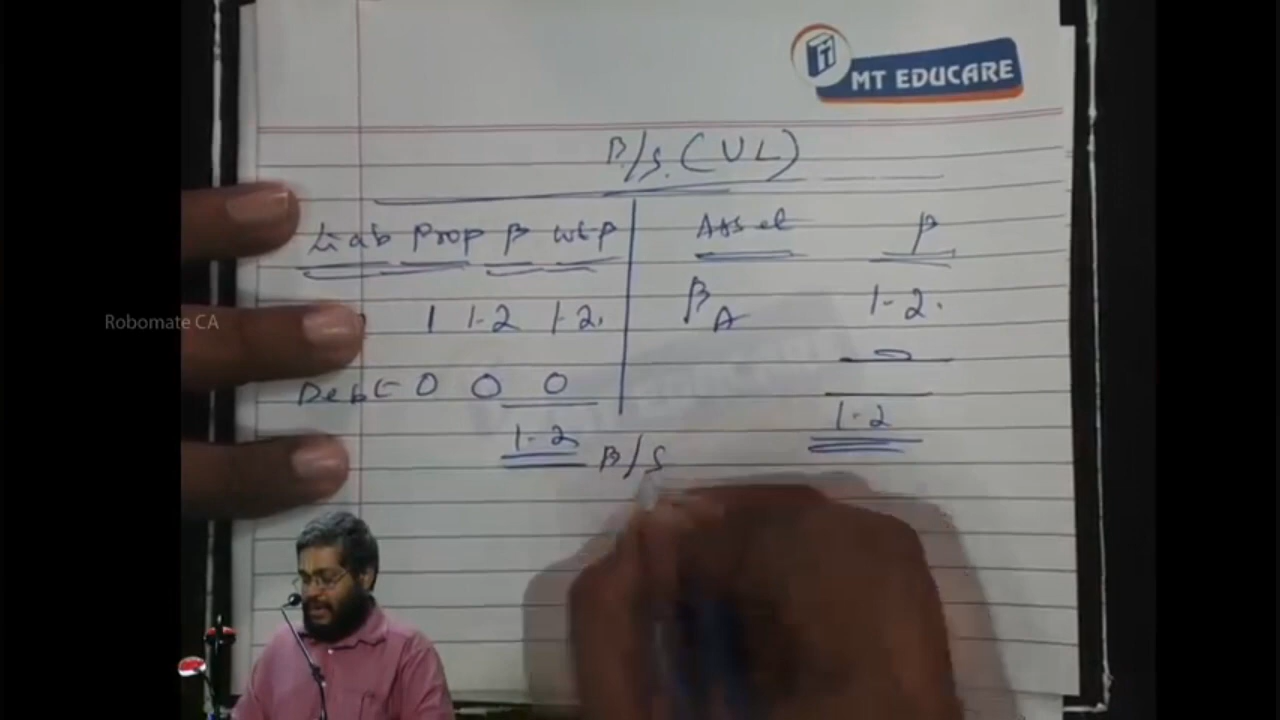 MT EDUCARE
B/S. (UL)
Liab Prop β wt β Asset β
1 1-2 1-2. β A 1-2.
Robomate CA
Debt 0 0 0
1-2 1-2
B/S